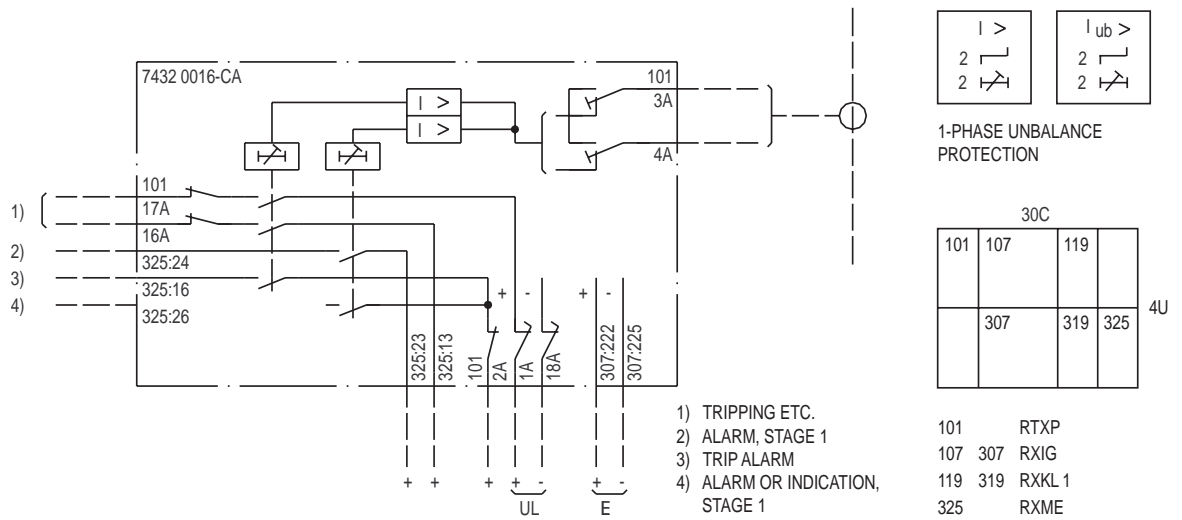 7432 0016-CA
101
3A
4A
I >
I >
101
17A
16A
325:24
325:16
325:26
1)
2)
3)
4)
+ -
+ -
325:23
325:13
101
2A
1A
18A
307:222
307:225
+ + + + - + -
UL E
1) TRIPPING ETC.
2) ALARM, STAGE 1
3) TRIP ALARM
4) ALARM OR INDICATION,
STAGE 1
I >
2
2
I ub >
2
2
1-PHASE UNBALANCE
PROTECTION
30C
101 107 119
307 319 325
4U
101 RTXP
107 307 RXIG
119 319 RXKL 1
325 RXME